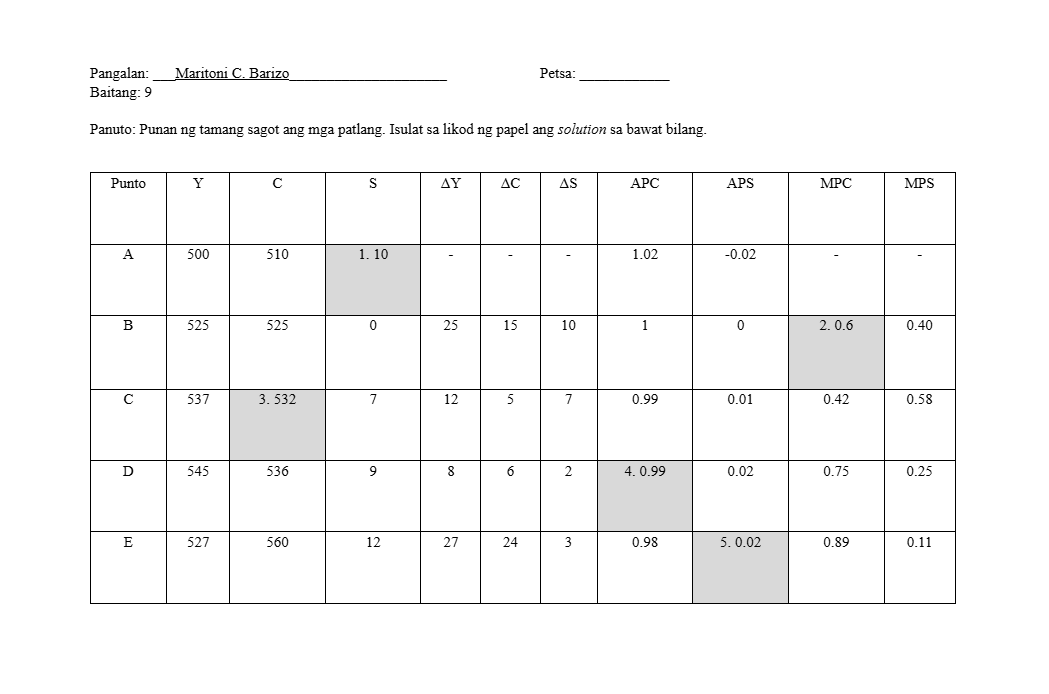 Pangalan: ___Maritoni C. Barizo_____________________ Petsa: ____________
Baitang: 9
Panuto: Punan ng tamang sagot ang mga patlang. Isulat sa likod ng papel ang solution sa bawat bilang.
Punto Y C S ΔY ΔC ΔS APC APS MPC MPS
A 500 510 1. 10 - - - 1.02 -0.02 - -
B 525 525 0 25 15 10 1 0 2. 0.6 0.40
C 537 3. 532 7 12 5 7 0.99 0.01 0.42 0.58
D 545 536 9 8 6 2 4. 0.99 0.02 0.75 0.25
E 527 560 12 27 24 3 0.98 5. 0.02 0.89 0.11